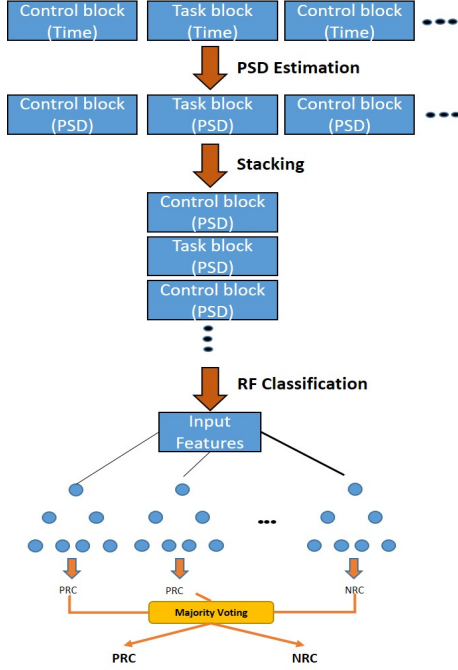 Control block
(Time)
Task block
(Time)
Control block
(Time)
PSD Estimation
Control block
(PSD)
Task block
(PSD)
Control block
(PSD)
Stacking
Control block
(PSD)
Task block
(PSD)
Control block
(PSD)
RF Classification
Input
Features
PRC
PRC
NRC
Majority Voting
PRC
NRC